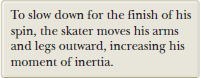 To slow down for the finish of his
spin, the skater moves his arms
and legs outward, increasing his
moment of inertia.